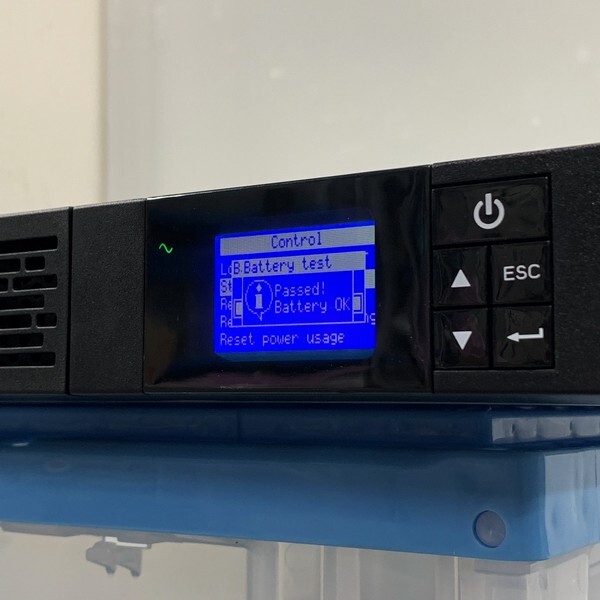 Control
Battery test
Passed!
Battery OK
Reset power usage
ESC